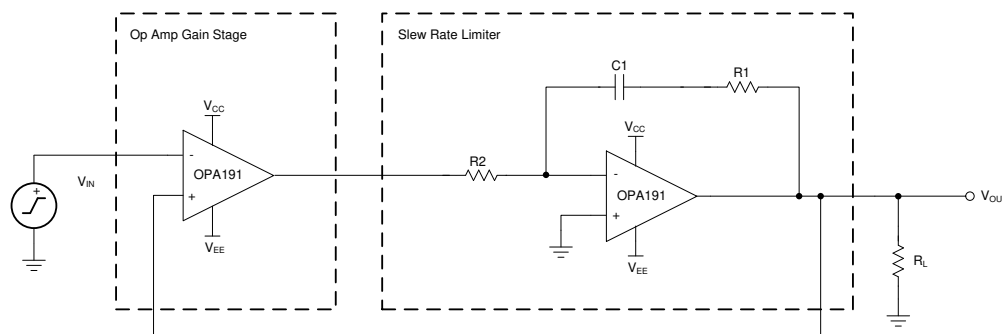 Op Amp Gain Stage
Slew Rate Limiter
C1
R1
VCC
VCC
-
R2
-
VIN
OPA191
OPA191
+
+
+
VOU
VEE
VEE
RL